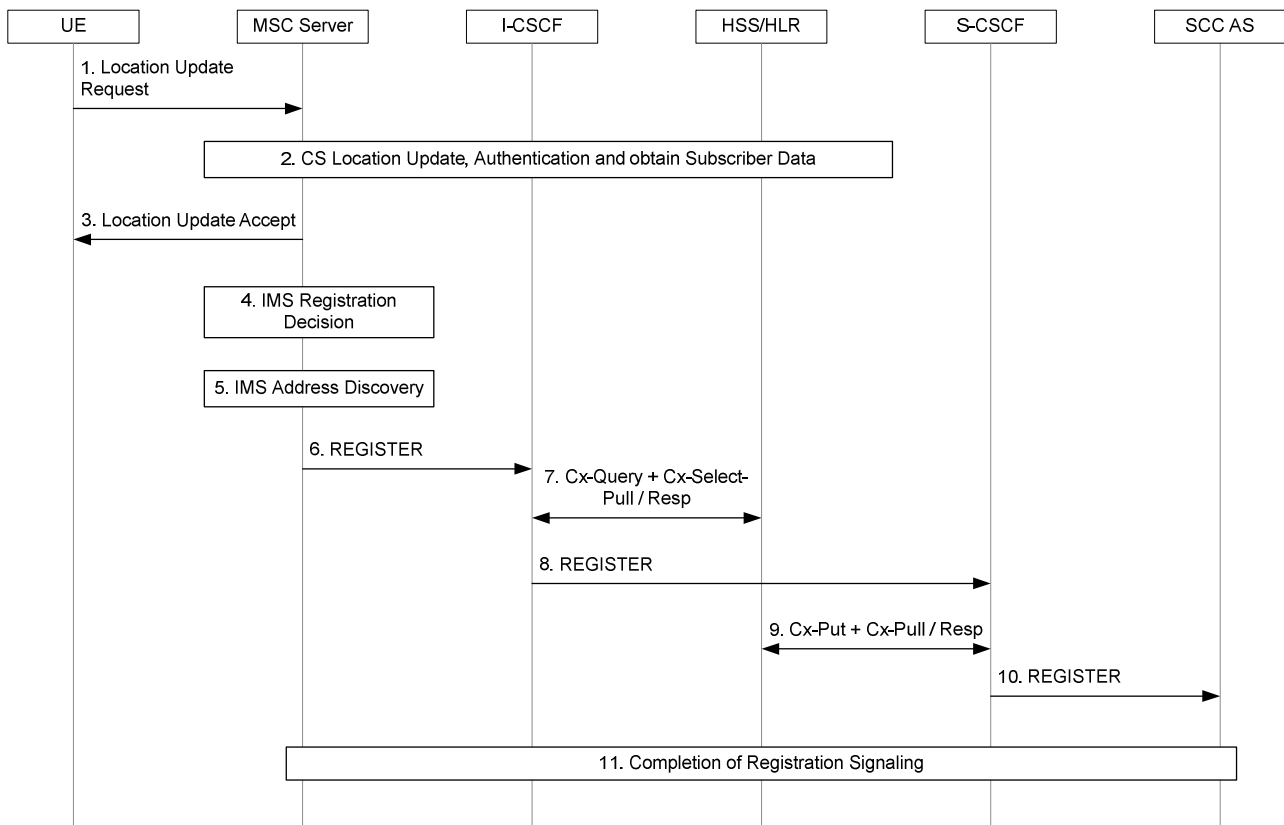 UE
MSC Server
I-CSCF
HSS/HLR
S-CSCF
SCC AS
1. Location Update
Request
2. CS Location Update, Authentication and obtain Subscriber Data
3. Location Update Accept
4. IMS Registration
Decision
5. IMS Address Discovery
6. REGISTER
7. Cx-Query + Cx-Select-
Pull / Resp
8. REGISTER
9. Cx-Put + Cx-Pull / Resp
10. REGISTER
11. Completion of Registration Signaling